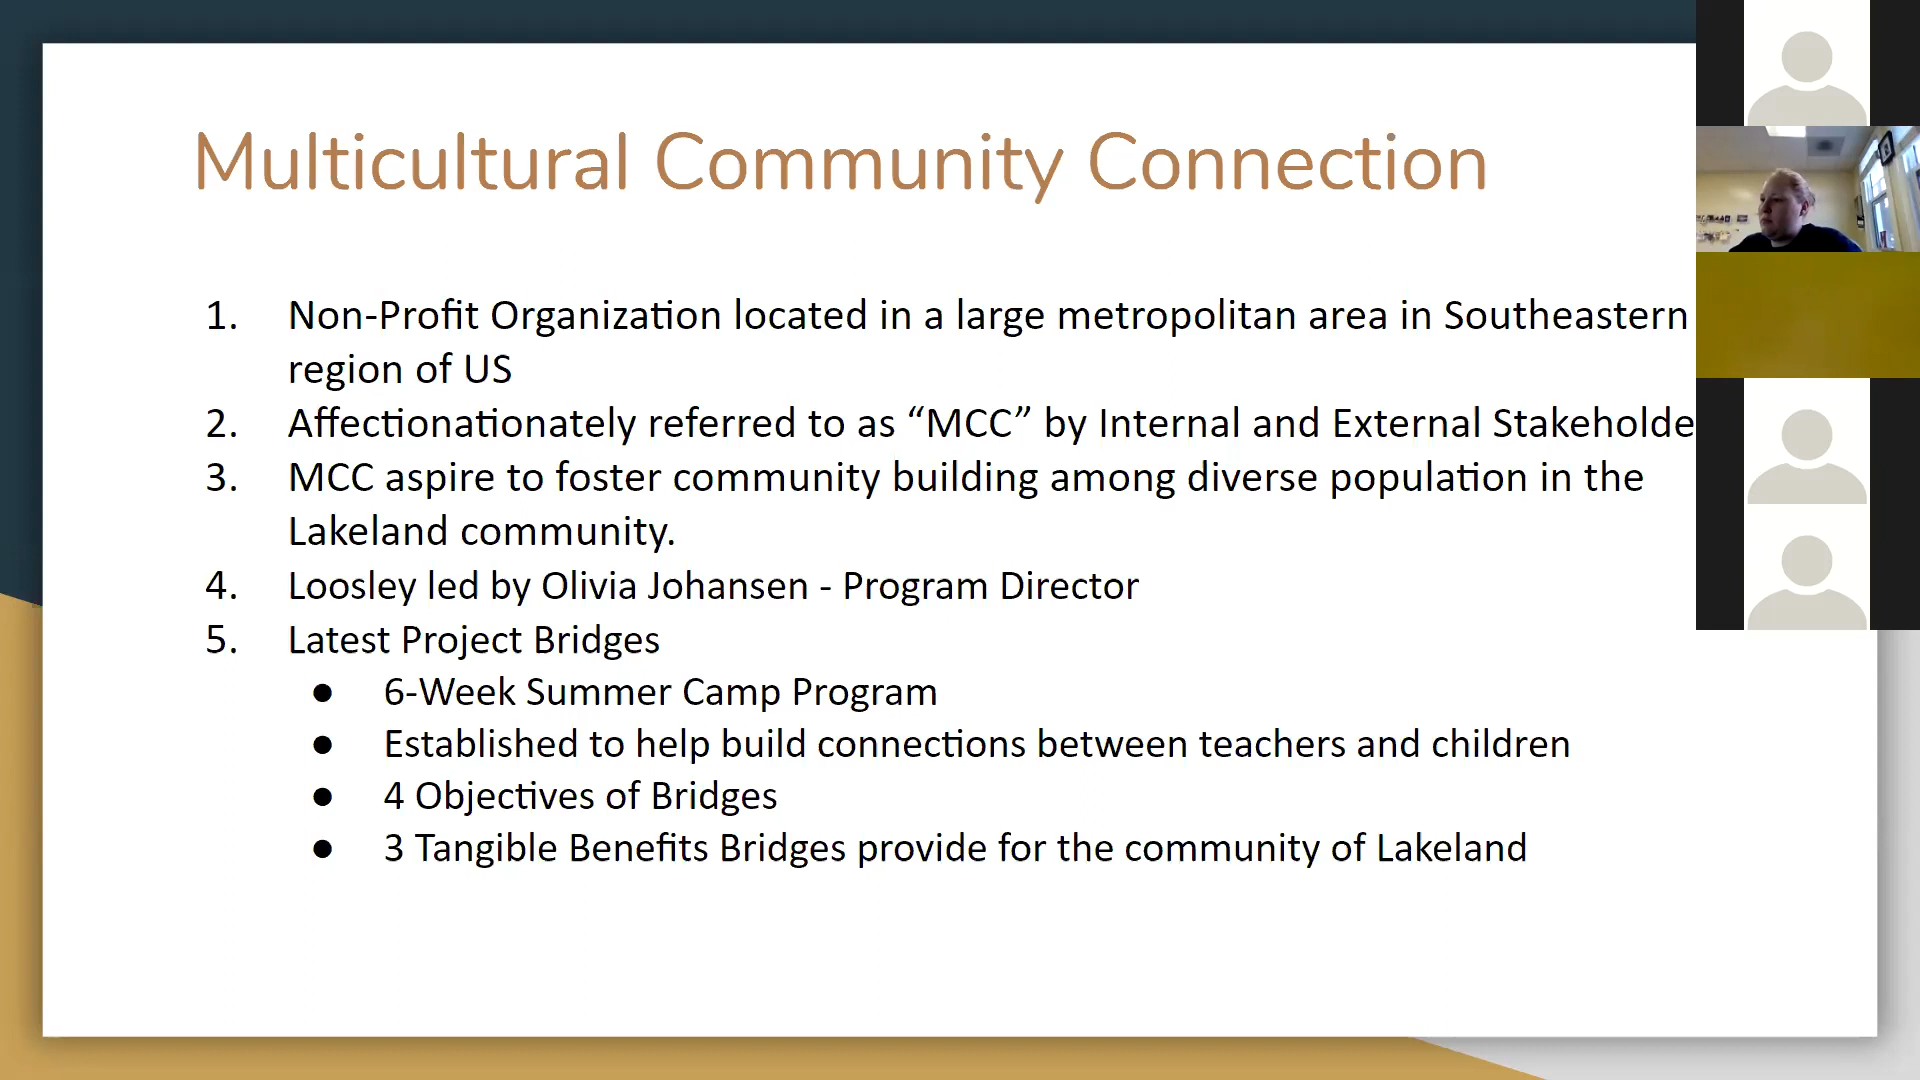 Multicultural Community Connection
1. Non-Profit Organization located in a large metropolitan area in Southeastern
region of US
2. Affectionationately referred to as “MCC” by Internal and External Stakeholde
3. MCC aspire to foster community building among diverse population in the
Lakeland community.
4. Loosley led by Olivia Johansen - Program Director
5. Latest Project Bridges
● 6-Week Summer Camp Program
● Established to help build connections between teachers and children
● 4 Objectives of Bridges
● 3 Tangible Benefits Bridges provide for the community of Lakeland